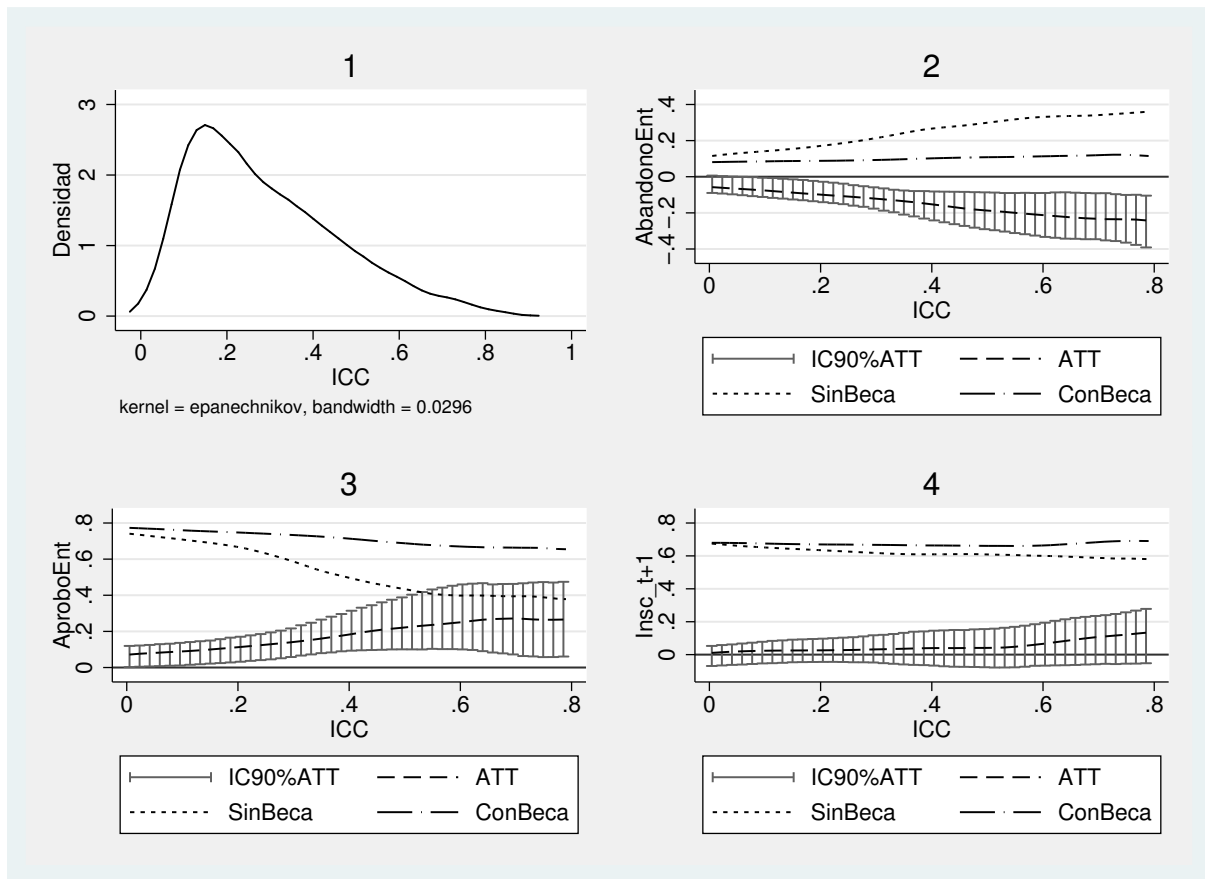 1
Densidad
3
2
1
0
0 .2 .4 .6 .8 1
ICC
kernel = epanechnikov, bandwidth = 0.0296
2
AbandonoEnt
.4
.2
0
−.2
−.4
0 .2 .4 .6 .8
ICC
IC90%ATT ATT
SinBeca ConBeca
3
AproboEnt
.8
.6
.4
.2
0
0 .2 .4 .6 .8
ICC
IC90%ATT ATT
SinBeca ConBeca
4
Insc_t+1
.8
.6
.4
.2
0
0 .2 .4 .6 .8
ICC
IC90%ATT ATT
SinBeca ConBeca